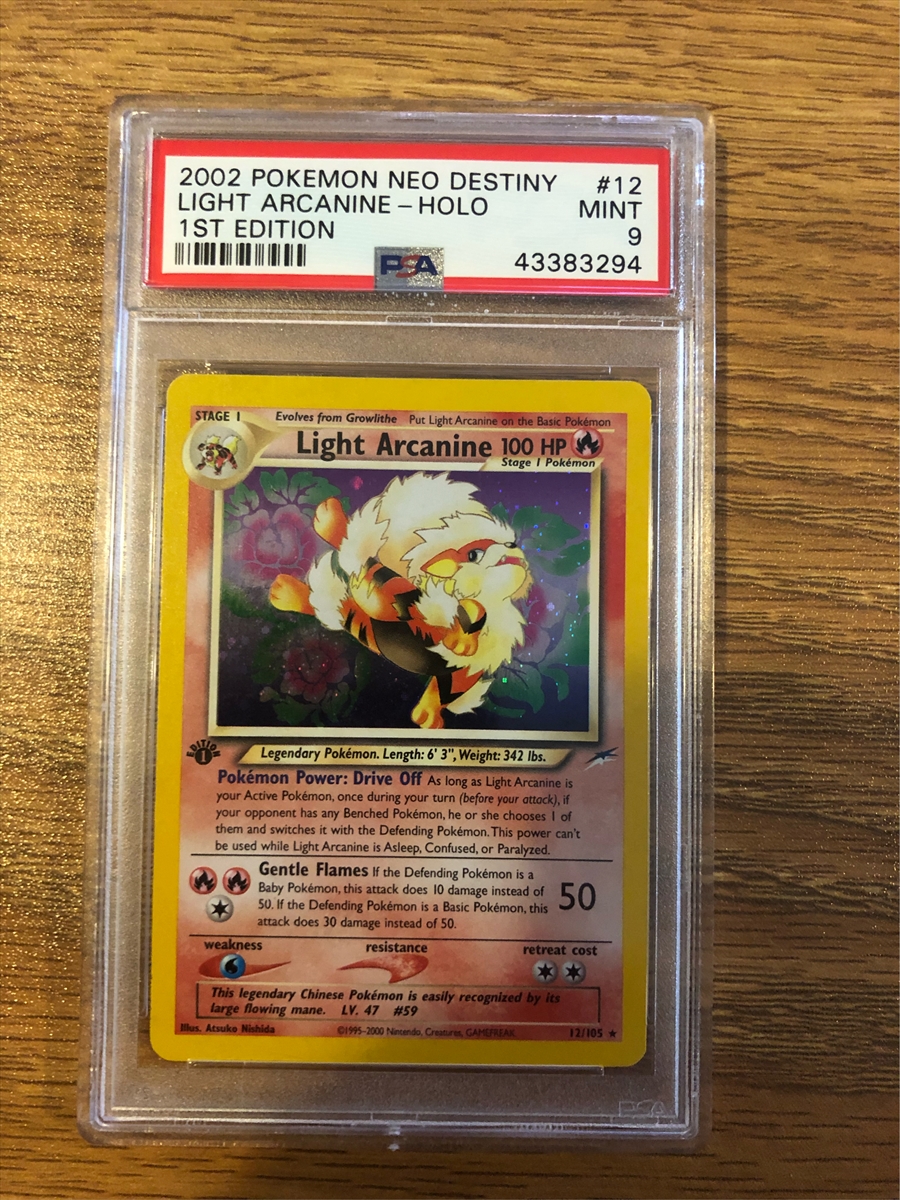 2002 POKEMON NEO DESTINY #12
LIGHT ARCANINE - HOLO MINT
1ST EDITION 9
PSA 43383294
STAGE 1 Evolves from Growlithe Put Light Arcanine on the Basic Pokémon
Light Arcanine 100 HP
Stage 1 Pokémon
EDITION
1
Legendary Pokémon. Length: 6' 3", Weight: 342 lbs.
Pokémon Power: Drive Off As long as Light Arcanine is
your Active Pokémon, once during your turn (before your attack), if
your opponent has any Benched Pokémon, he or she chooses 1 of
them and switches it with the Defending Pokémon. This power can't
be used while Light Arcanine is Asleep, Confused, or Paralyzed.
Gentle Flames If the Defending Pokémon is a
Baby Pokémon, this attack does 10 damage instead of
50. If the Defending Pokémon is a Basic Pokémon, this
attack does 30 damage instead of 50.
50
weakness resistance retreat cost
This legendary Chinese Pokémon is easily recognized by its
large flowing mane. LV. 47 #59
Illus. Atsuko Nishida ©1995-2000 Nintendo, Creatures, GAMEFREAK 12/105
PSA